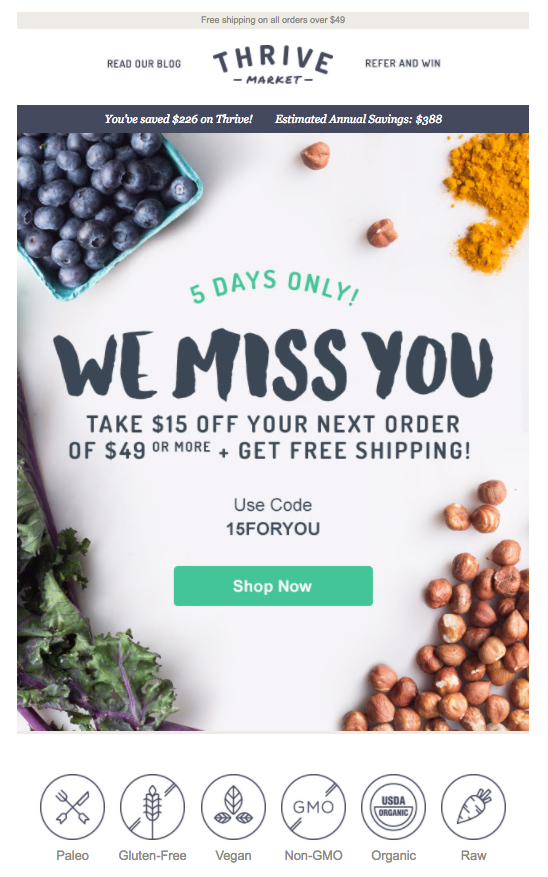 Free shipping on all orders over $49
READ OUR BLOG
THRIVE
MARKET
REFER AND WIN
You've saved $226 on Thrive! Estimated Annual Savings: $388
5 DAYS ONLY!
WE MISS YOU
TAKE $15 OFF YOUR NEXT ORDER
OF $49 OR MORE + GET FREE SHIPPING!
Use Code
15FORYOU
Shop Now
GMO
USDA
ORGANIC
Paleo Gluten-Free Vegan Non-GMO Organic Raw